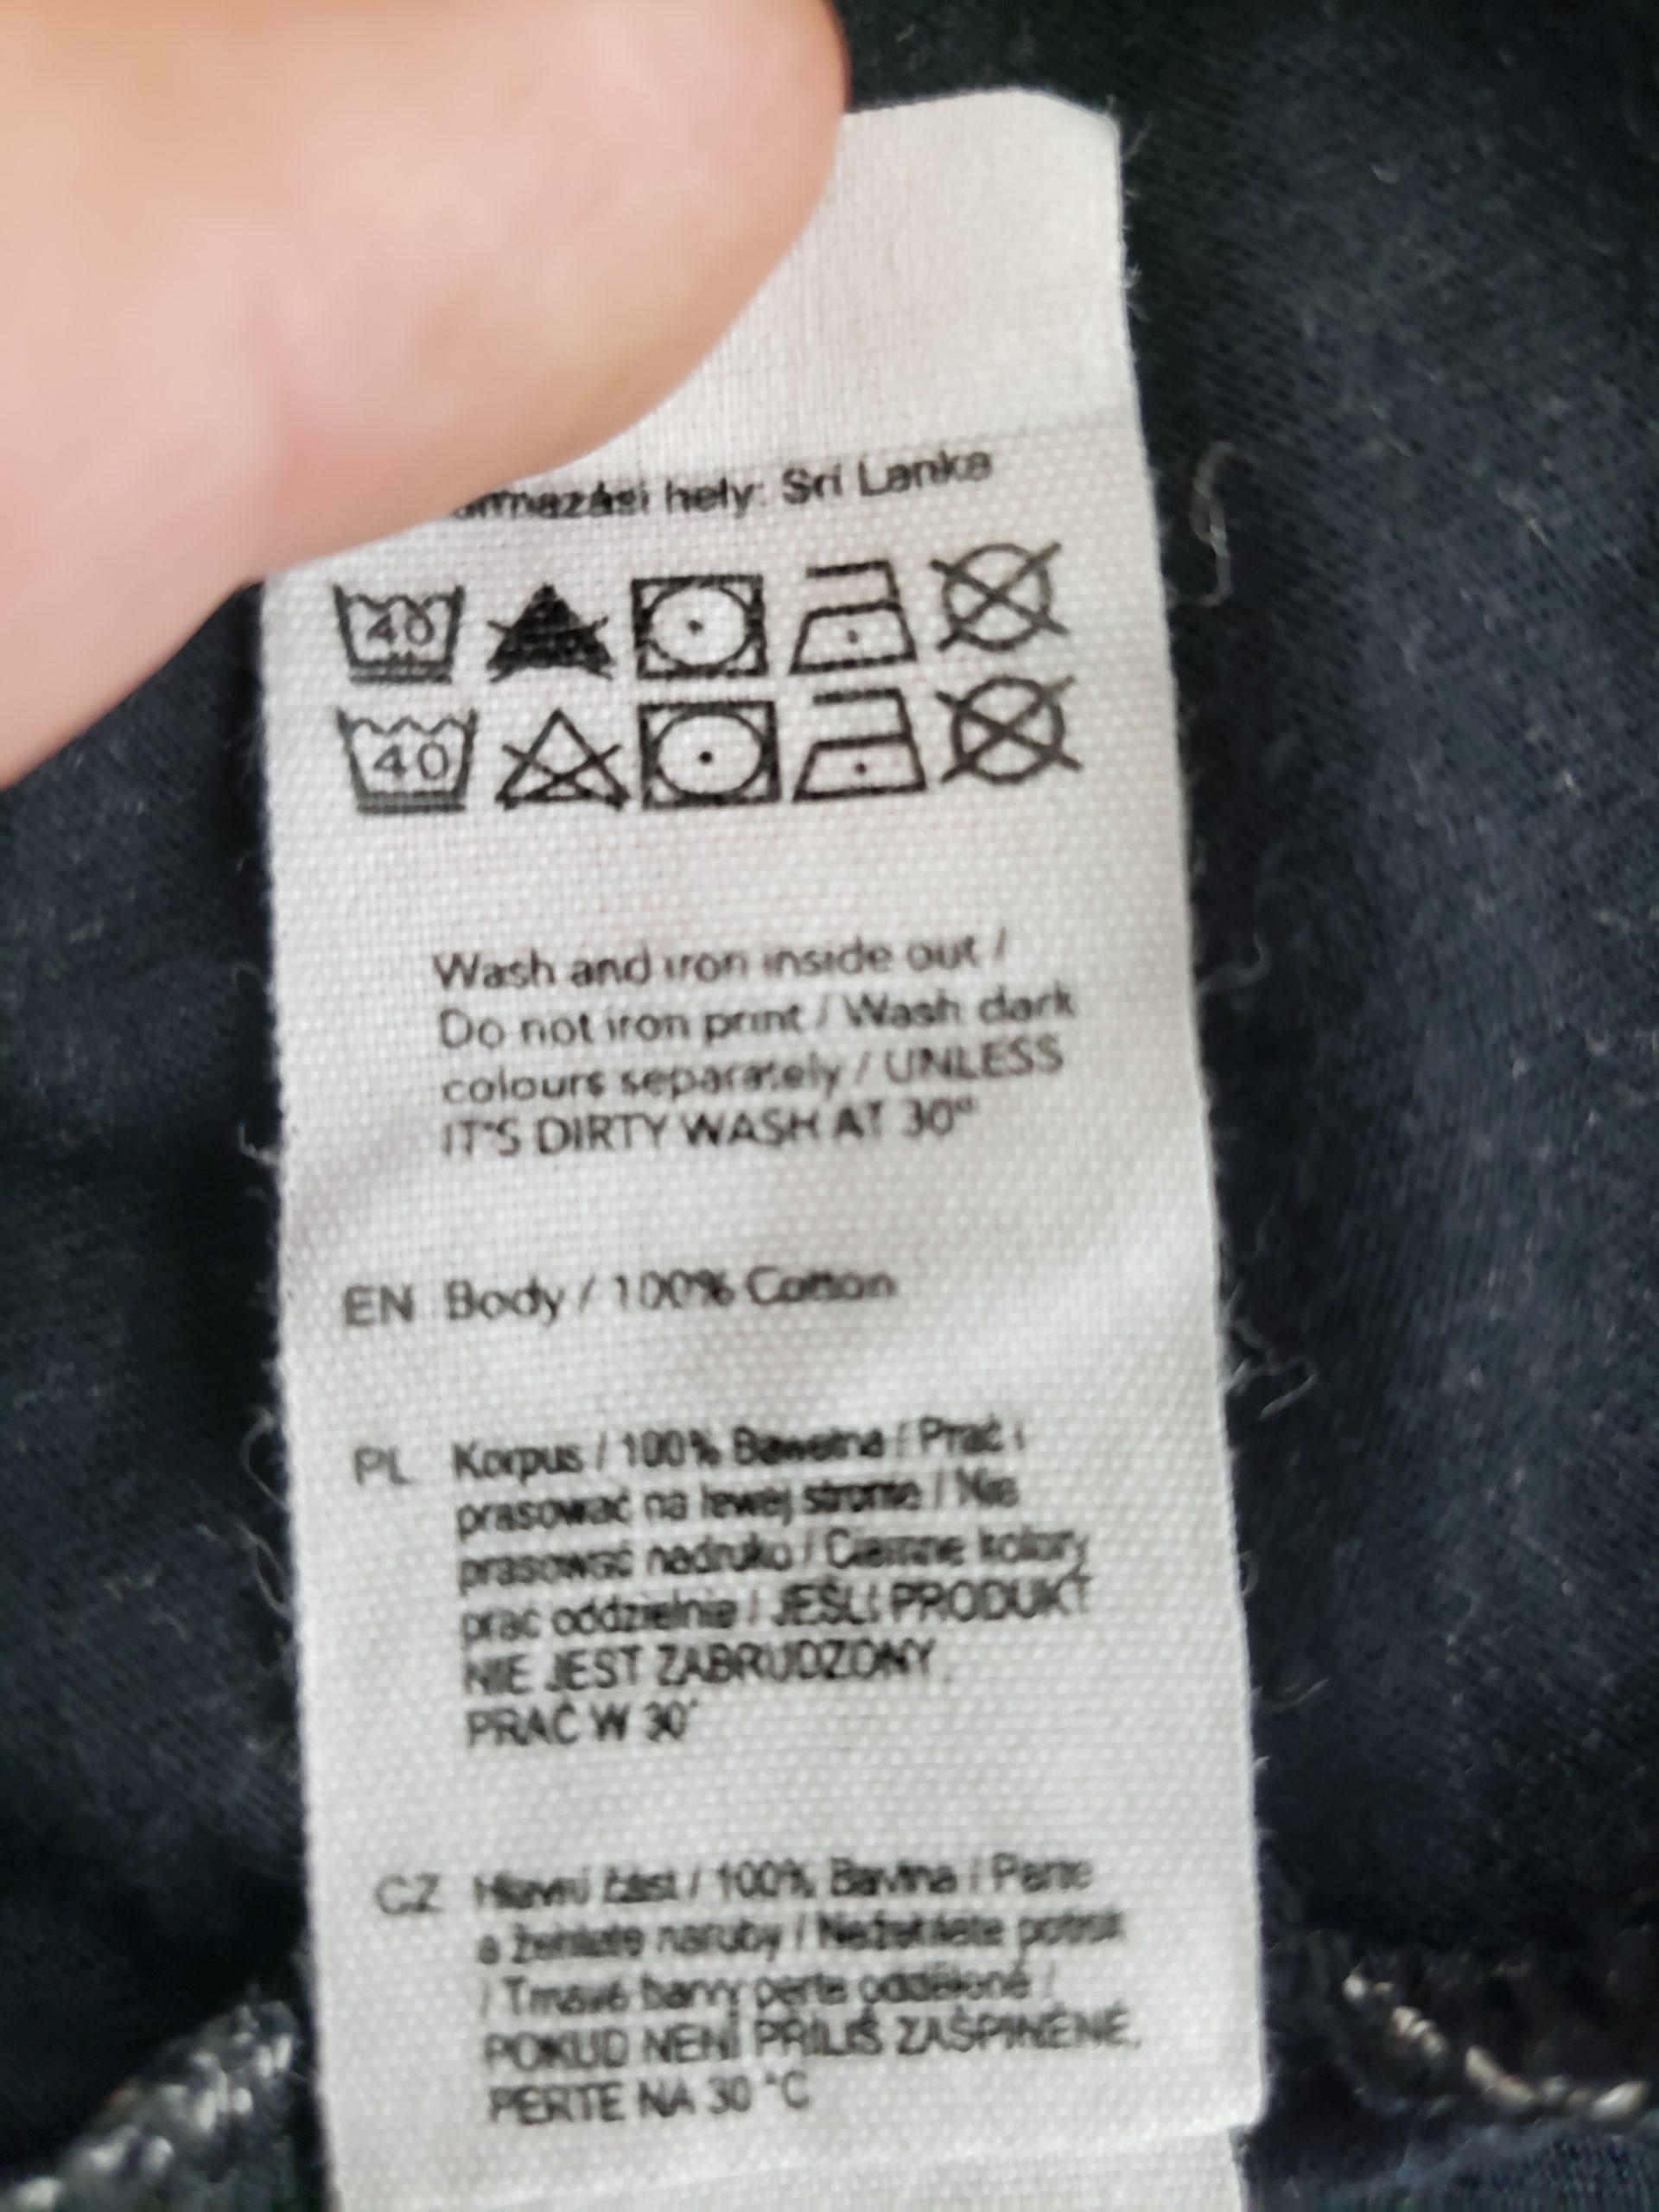 hely: Sri Lanka
40
40
Wash and iron inside out /
Do not iron print / Wash dark
colours separately / UNLESS
IT'S DIRTY WASH AT 30°
EN Body / 100% Cotton
PL Korpus / 100% Bawełna / Prać i
prasować na lewej stronie / Nie
prasować nadruko / Ciemne kolory
prać oddzielnie / JEŚLI PRODUKT
NIE JEST ZABRUDZONY,
PRAĆ W 30°
CZ Hlavní část / 100% Bavlna / Perte
a žehlete naruby / Nežehlete potisk
/ Tmavé barvy perte odděleně /
POKUD NENÍ PŘÍLIŠ ZAŠPINĚNÉ,
PERTE NA 30 °C